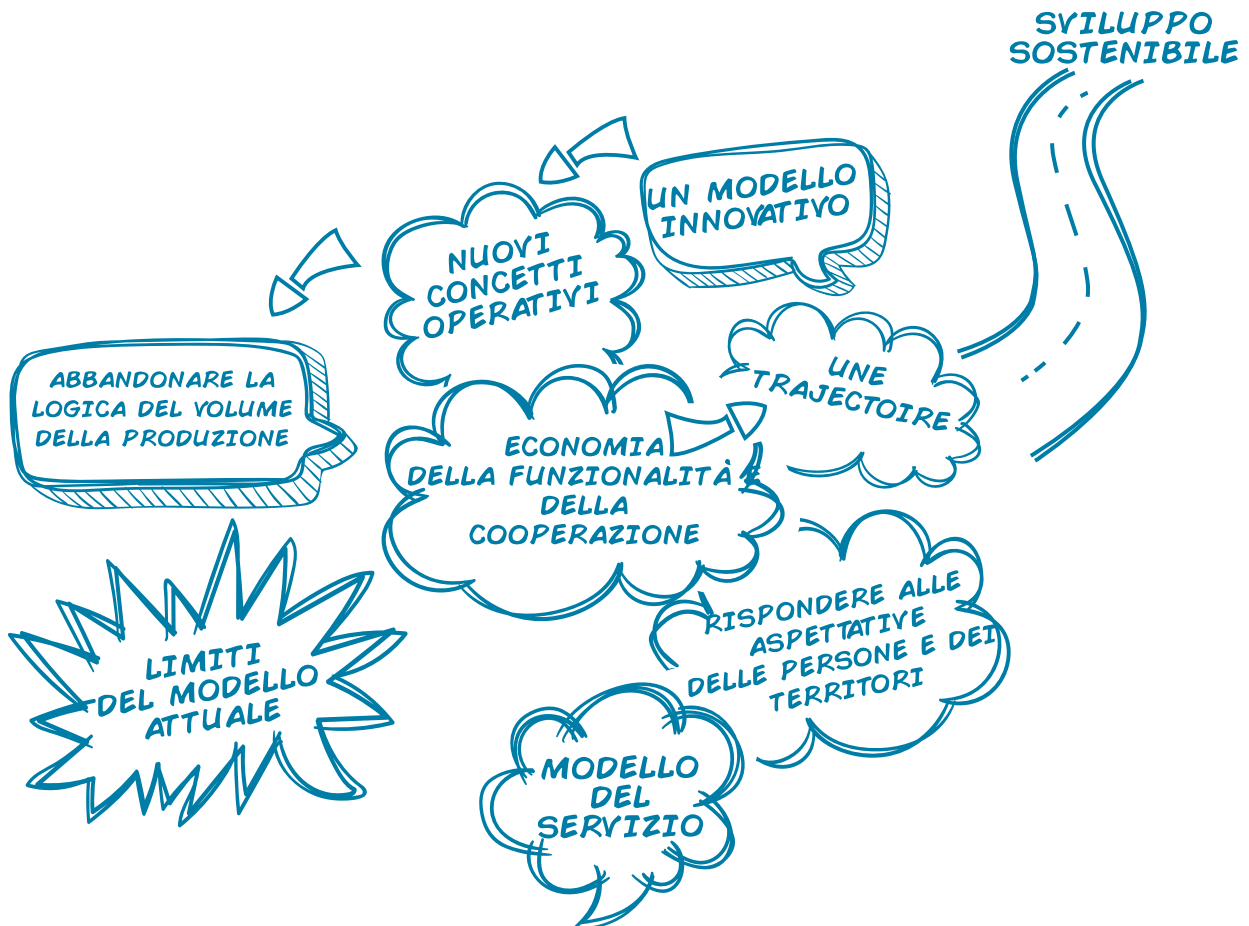 SVILUPPO
SOSTENIBILE
UN MODELLO
INNOVATIVO
NUOVI
CONCETTI
OPERATIVI
ABBANDONARE LA
LOGICA DEL VOLUME
DELLA PRODUZIONE
UNE
TRAJECTOIRE
ECONOMIA
DELLA FUNZIONALITÀ E
DELLA
COOPERAZIONE
RISPONDERE ALLE
ASPETTATIVE
DELLE PERSONE E DEI
TERRITORI
LIMITI
DEL MODELLO
ATTUALE
MODELLO
DEL
SERVIZIO